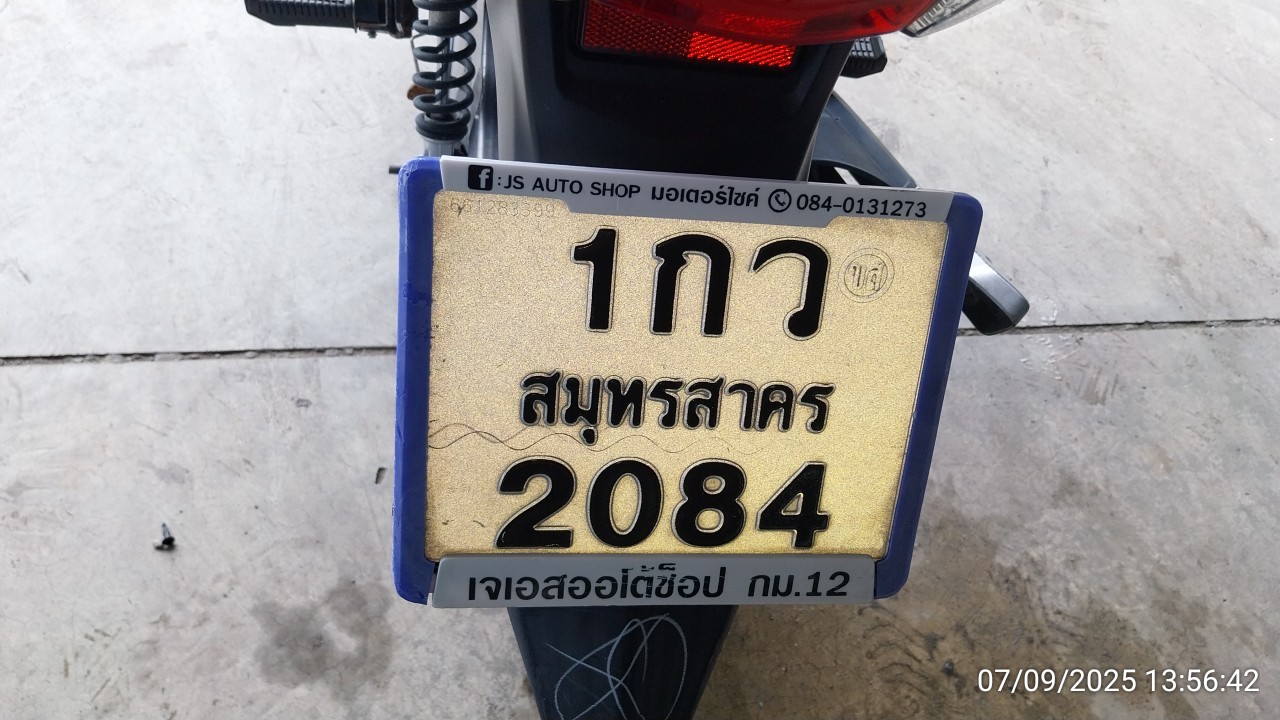 f:JS AUTO SHOP มอเตอร์ไซค์ 084-0131273
1กว
สมุทรสาคร
2084
เจเอสออโต้ช็อป กม.12
07/09/2025 13:56:42